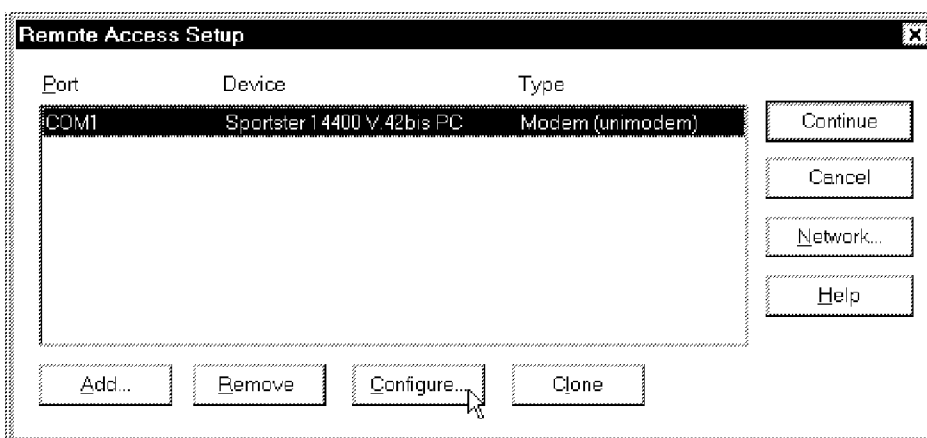 Remote Access Setup
Port Device Type
COM1 Sportster 14400 V.42bis PC Modem (unimodem)
Continue
Cancel
Network...
Help
Add... Remove Configure... Clone